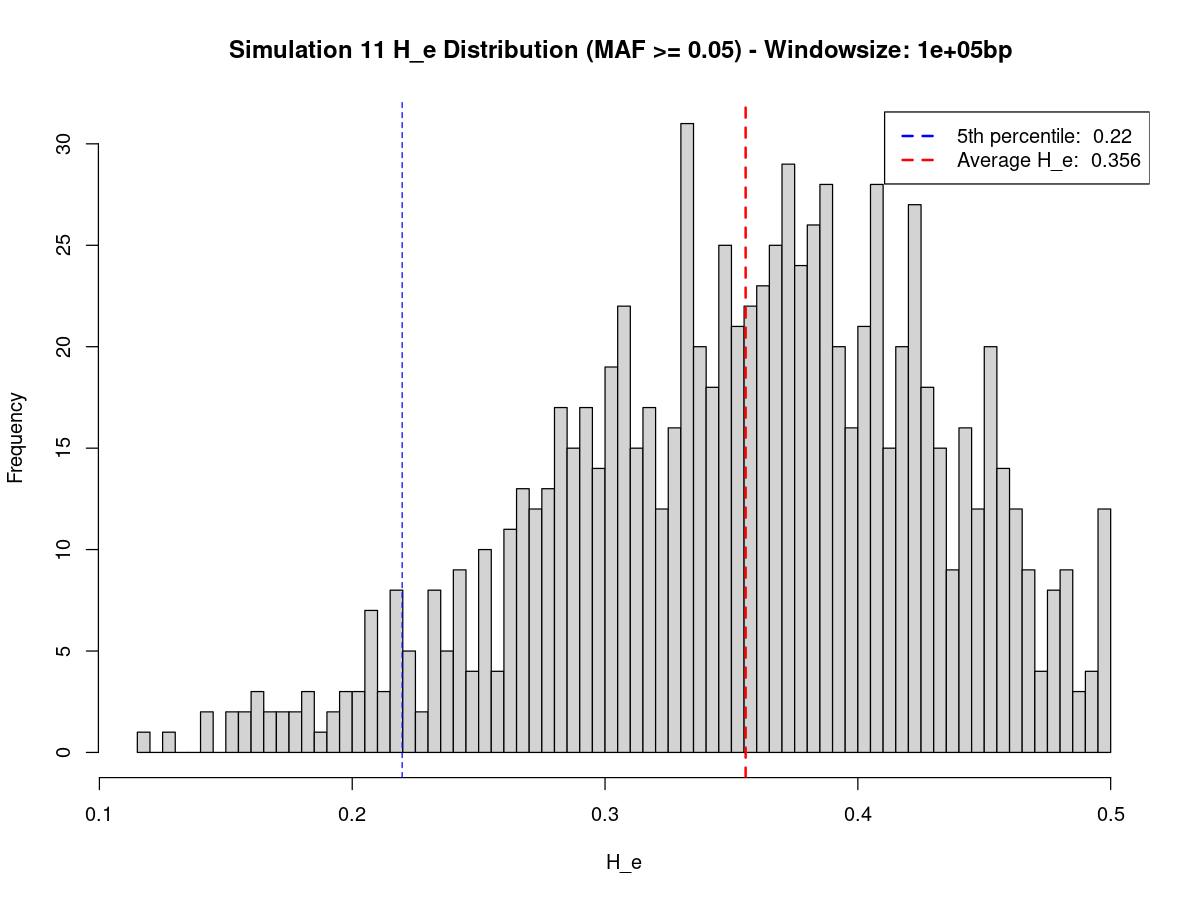 Simulation 11 H_e Distribution (MAF >= 0.05) - Windowsize: 1e+05bp
5th percentile:  0.22
Average H_e:  0.356
Frequency
30
25
20
15
10
5
0
0.1
0.2
0.3
0.4
0.5
H_e